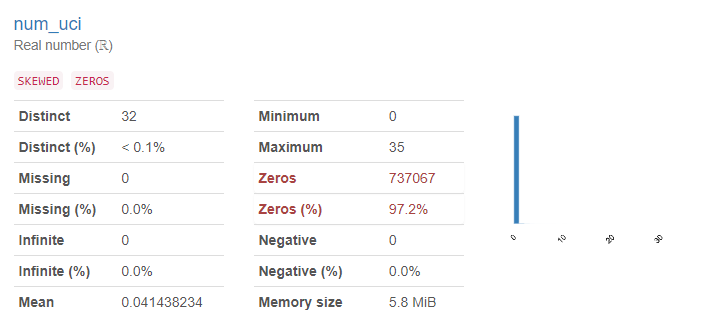 num_uci
Real number (ℝ)
SKEWED ZEROS
Distinct 32
Distinct (%) < 0.1%
Missing 0
Missing (%) 0.0%
Infinite 0
Infinite (%) 0.0%
Mean 0.041438234
Minimum 0
Maximum 35
Zeros 737067
Zeros (%) 97.2%
Negative 0
Negative (%) 0.0%
Memory size 5.8 MiB
0 10 20 30